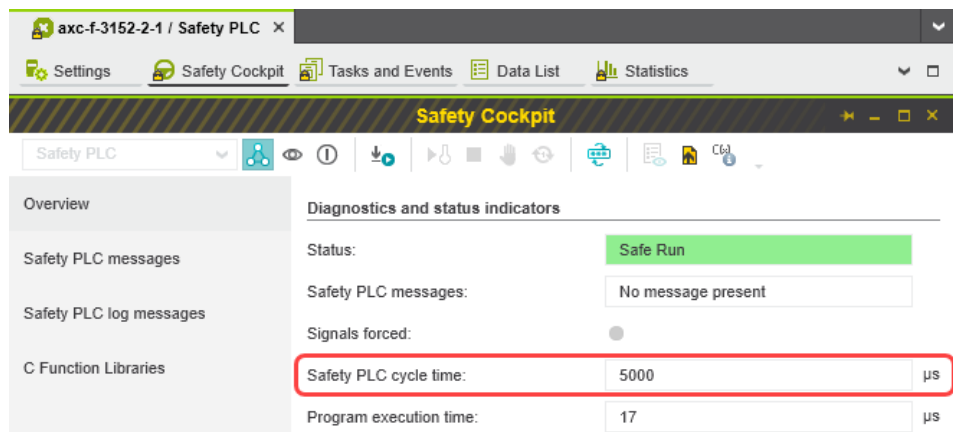 axc-f-3152-2-1 / Safety PLC
Settings Safety Cockpit Tasks and Events Data List Statistics
Safety Cockpit
Safety PLC
Overview
Safety PLC messages
Safety PLC log messages
C Function Libraries
Diagnostics and status indicators
Status: Safe Run
Safety PLC messages: No message present
Signals forced:
Safety PLC cycle time: 5000 µs
Program execution time: 17 µs